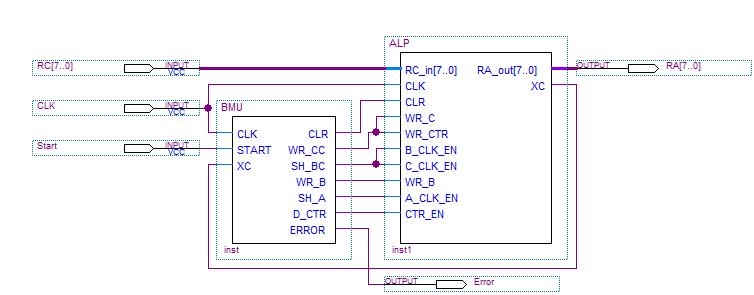 ALP
RC[7..0] INPUT VCC RC_in[7..0] RA_out[7..0] OUTPUT RA[7..0]
CLK XC
CLK INPUT VCC BMU CLR
WR_C
CLK CLR WR_CTR
Start INPUT VCC START WR_CC B_CLK_EN
XC SH_BC C_CLK_EN
WR_B WR_B
SH_A A_CLK_EN
D_CTR CTR_EN
ERROR
inst inst1
OUTPUT Error